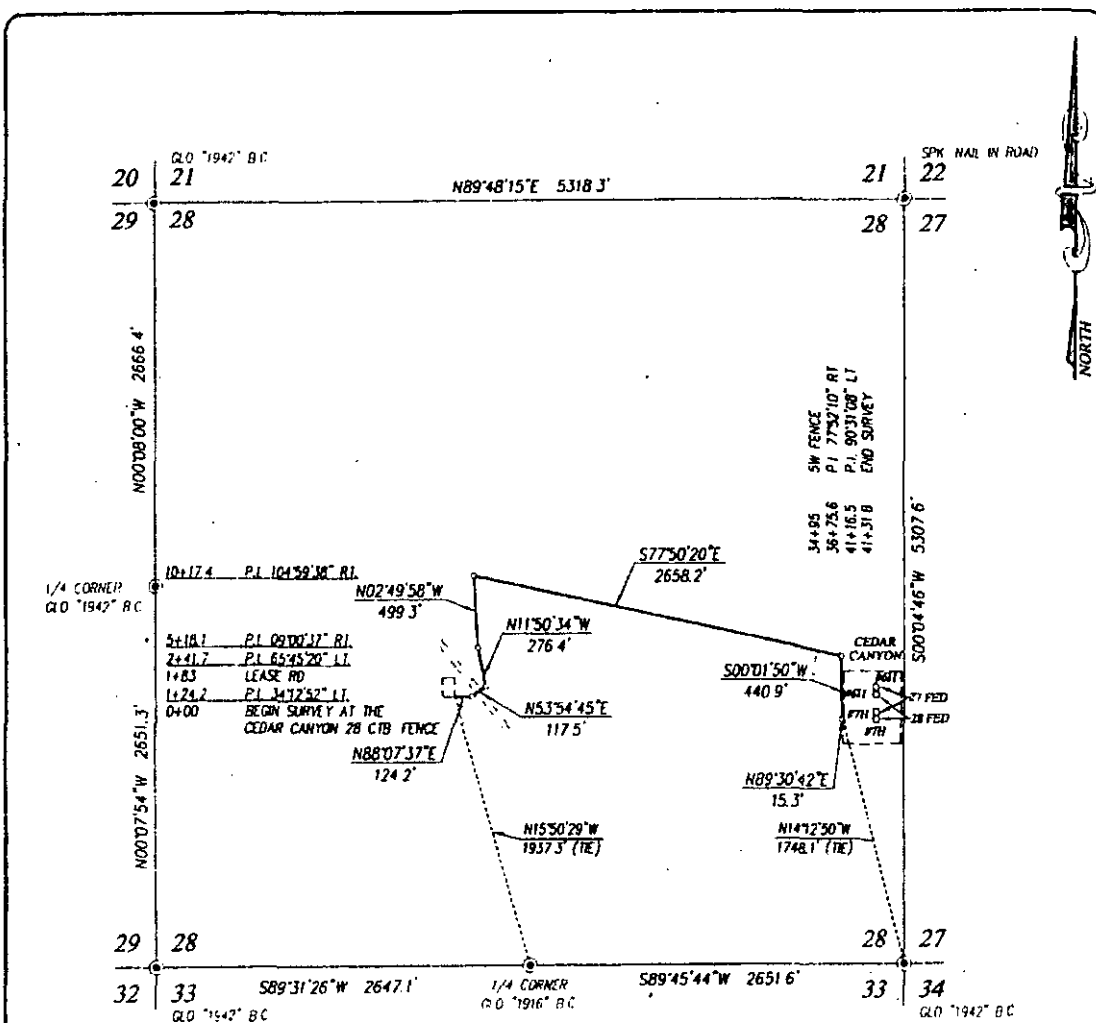 GLO "1942" B C
SPK NAIL IN ROAD
20 21
21 22
N89°48'15"E 5318 3'
29 28
28 27
NORTH
N00°08'00"W 2666 4'
34+95 SW FENCE
36+75.6 P I 77°52'10" RT
41+16.5 P.I. 90°31'08" LT
41+31 8 END SURVEY
S00°04'46"W 5307 6'
S77°50'20"E
2658.2'
10+17.4 P.I. 104°59'38" RT.
1/4 CORNER
GLO "1942" B C
N02°49'58"W
499 3'
N11°50'34"W
276 4'
5+18.1 P.I. 09°00'37" RT.
2+41.7 P.I. 65°45'20" LT.
1+83 LEASE RD
1+24.2 P.I. 34°12'52" LT.
0+00 BEGIN SURVEY AT THE
CEDAR CANYON 28 CTB FENCE
CEDAR
CANYON
S00°01'50"W
440 9'
27 FED
#7H
28 FED
#7H
N53°54'45"E
117 5'
N88°07'37"E
124 2'
N89°30'42"E
15.3'
N00°07'54"W 2651.3'
N15°50'29"W
1937 3' (TIE)
N14°12'50"W
1748.1' (TIE)
29 28
28 27
32 33
S89°31'26"W 2647.1'
1/4 CORNER
GLO "1916" B C
S89°45'44"W 2651 6'
33 34
GLO "1942" B C
GLO "1942" B C